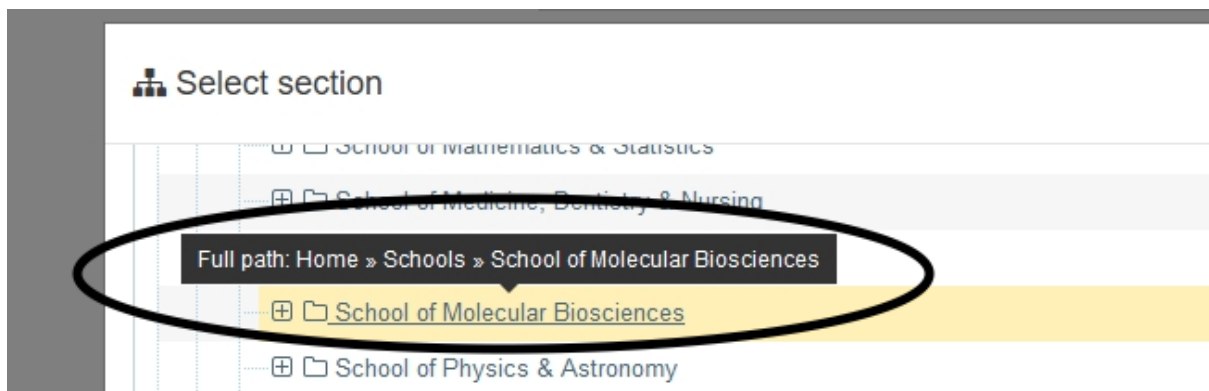 Select section
School of Mathematics & Statistics
School of Medicine, Dentistry & Nursing
Full path: Home » Schools » School of Molecular Biosciences
School of Molecular Biosciences
School of Physics & Astronomy